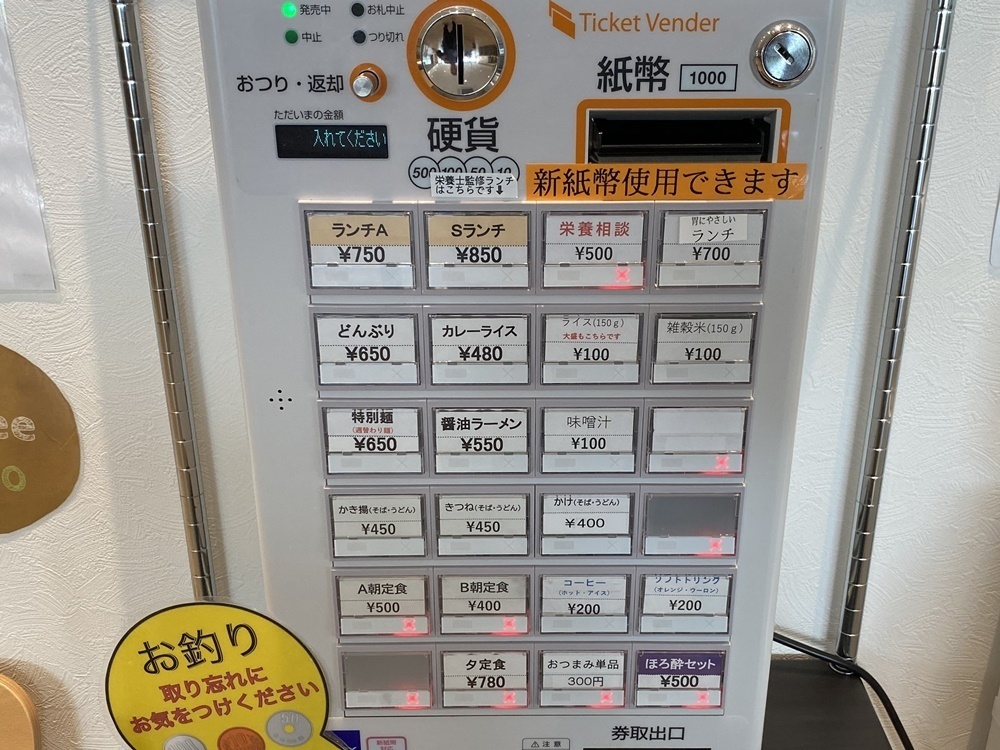 発売中 お札中止
中止 つり切れ
Ticket Vender
おつり・返却
紙幣 1000
ただいまの金額
入れてください
硬貨
500 100 50 10
栄養士監修ランチ
はこちらです↓
新紙幣使用できます
ランチA
¥750
Sランチ
¥850
栄養相談
¥500
胃にやさしい
ランチ
¥700
どんぶり
¥650
カレーライス
¥480
ライス(150g)
大盛もこちらです
¥100
雑穀米(150g)
¥100
特別麺
(週替わり麺)
¥650
醤油ラーメン
¥550
味噌汁
¥100
かき揚(そば・うどん)
¥450
きつね(そば・うどん)
¥450
かけ(そば・うどん)
¥400
A朝定食
¥500
B朝定食
¥400
コーヒー
(ホット・アイス)
¥200
ソフトドリンク
(オレンジ・ウーロン)
¥200
夕定食
¥780
おつまみ単品
300円
ほろ酔セット
¥500
お釣り
取り忘れに
お気をつけください
券取出口
注意